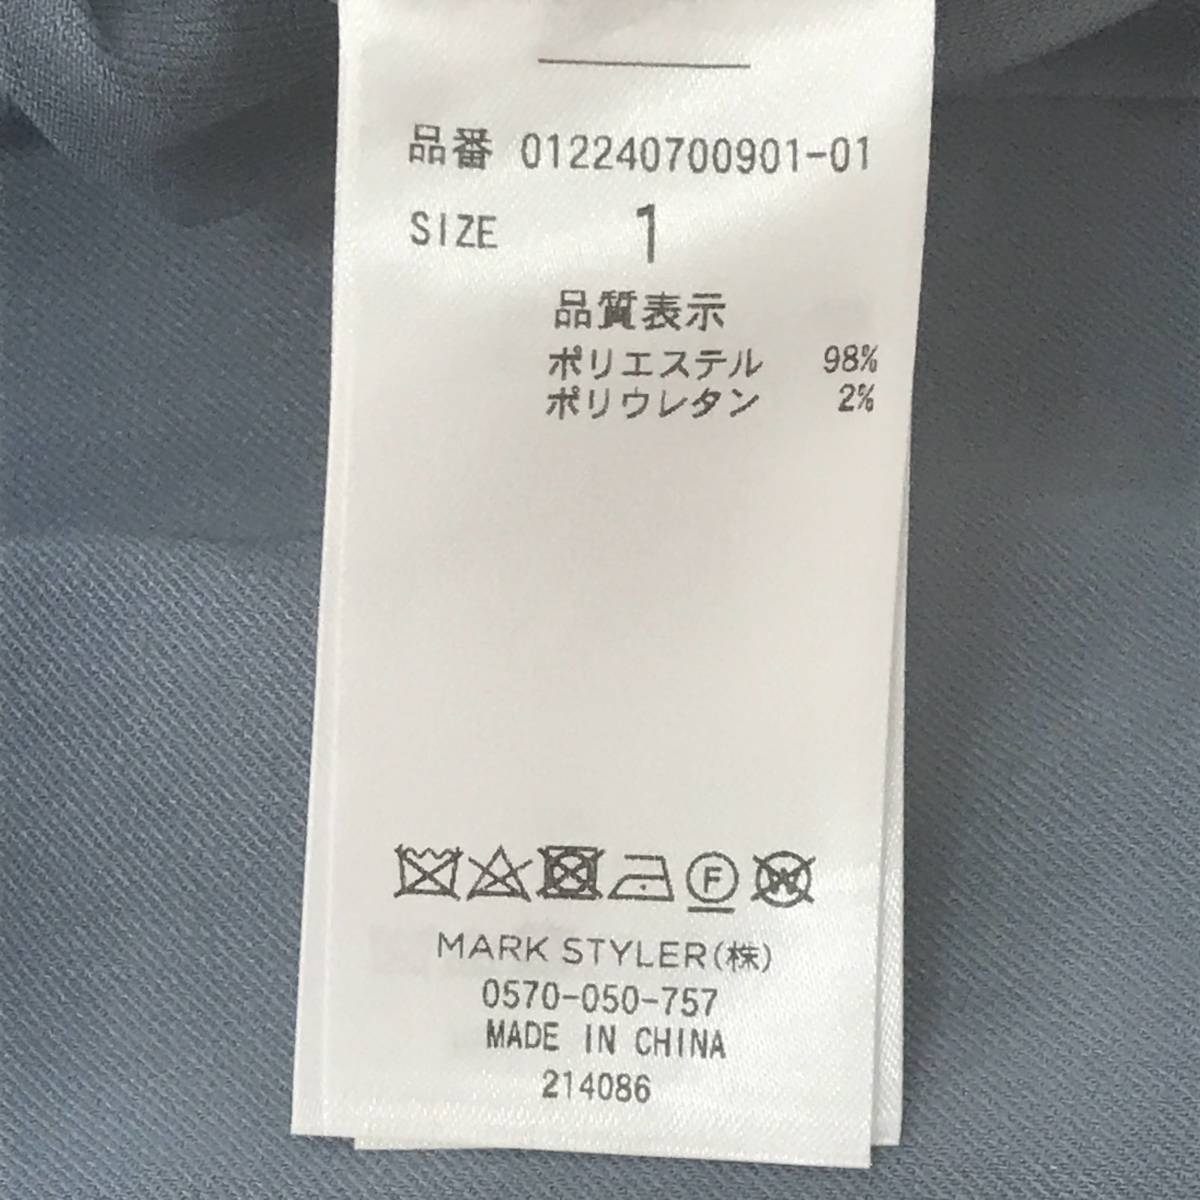 品番 012240700901-01
SIZE 1
品質表示
ポリエステル 98%
ポリウレタン 2%
F W
MARK STYLER(株)
0570-050-757
MADE IN CHINA
214086